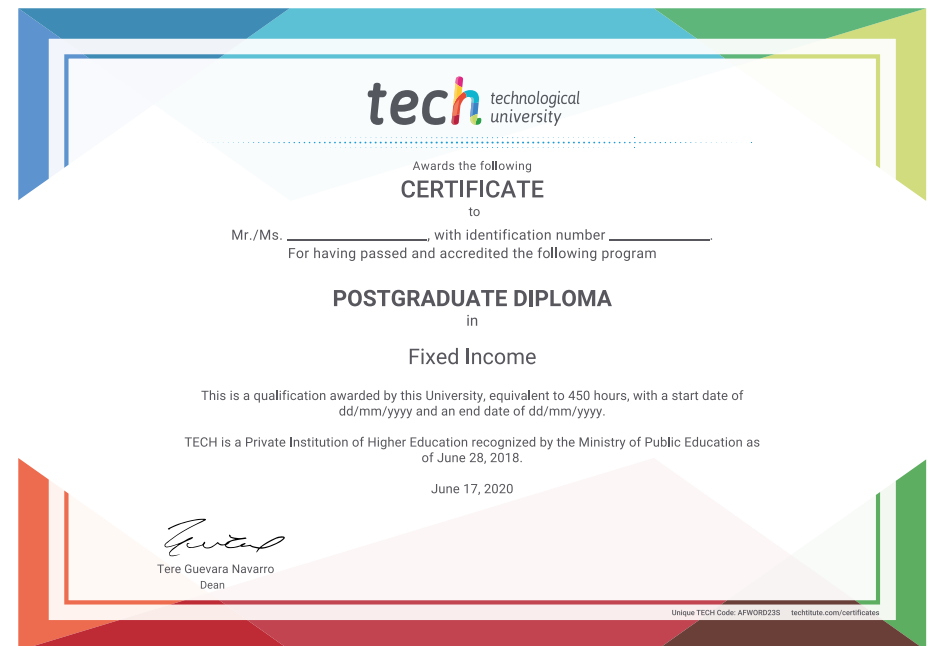 tech technological
university
Awards the following
CERTIFICATE
to
Mr./Ms. ____________________, with identification number ______________.
For having passed and accredited the following program
POSTGRADUATE DIPLOMA
in
Fixed Income
This is a qualification awarded by this University, equivalent to 450 hours, with a start date of
dd/mm/yyyy and an end date of dd/mm/yyyy.
TECH is a Private Institution of Higher Education recognized by the Ministry of Public Education as
of June 28, 2018.
June 17, 2020
Tere Guevara Navarro
Dean
Unique TECH Code: AFWORD23S techtitute.com/certificates